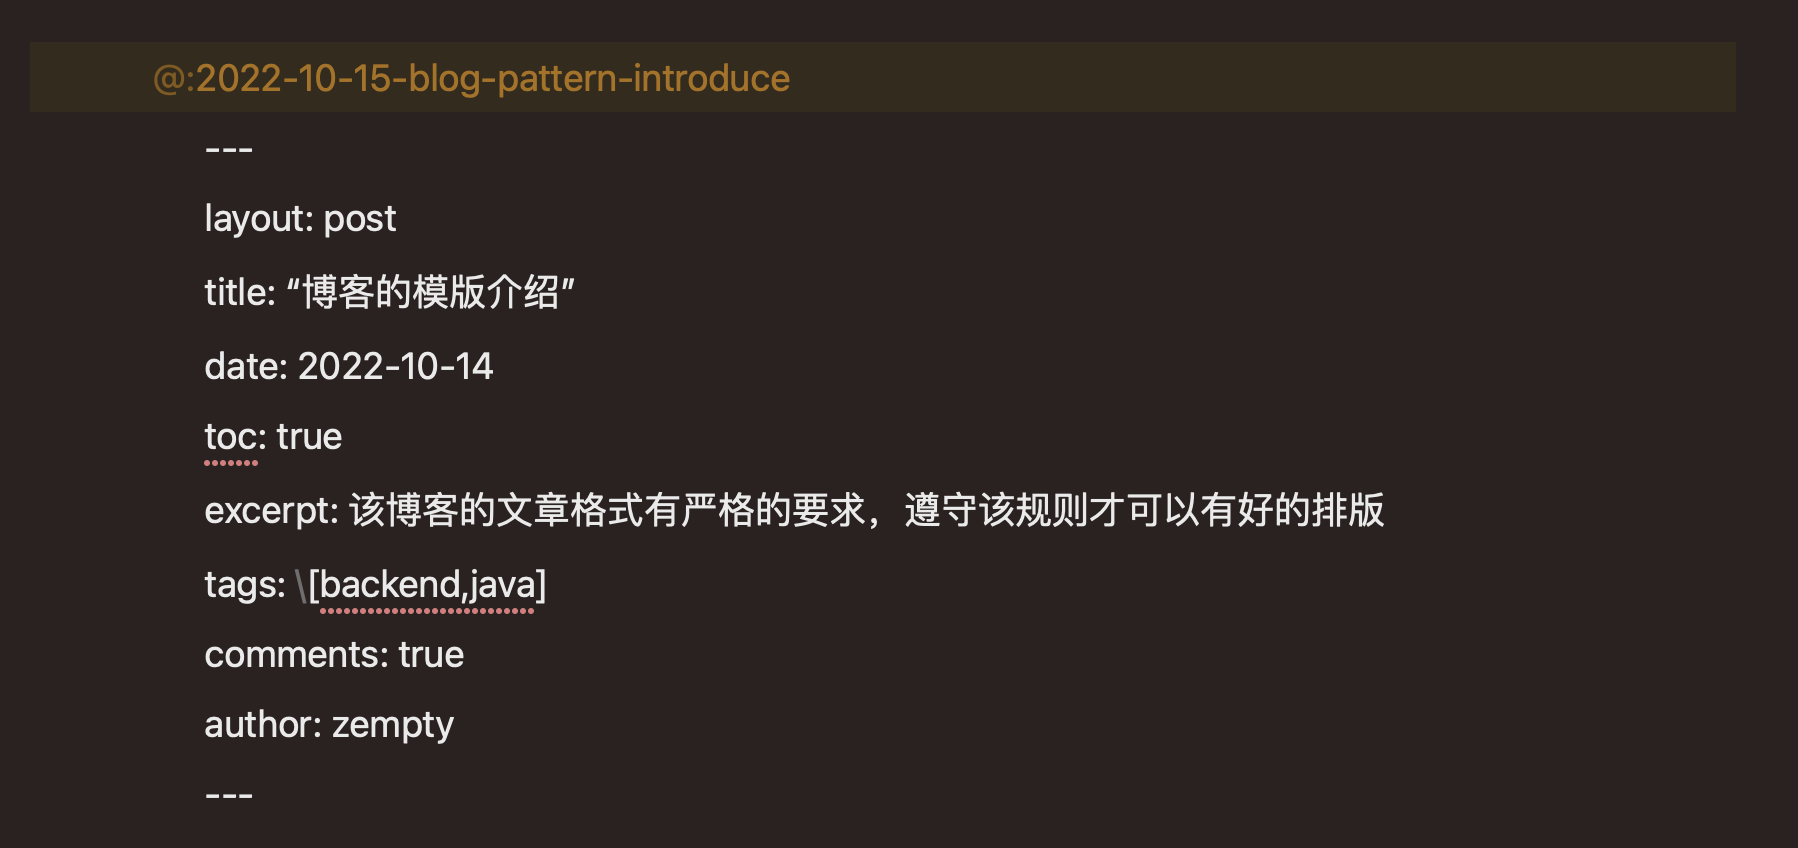 @:2022-10-15-blog-pattern-introduce
---
layout: post
title: “博客的模版介绍”
date: 2022-10-14
toc: true
excerpt: 该博客的文章格式有严格的要求，遵守该规则才可以有好的排版
tags: \[backend,java]
comments: true
author: zempty
---